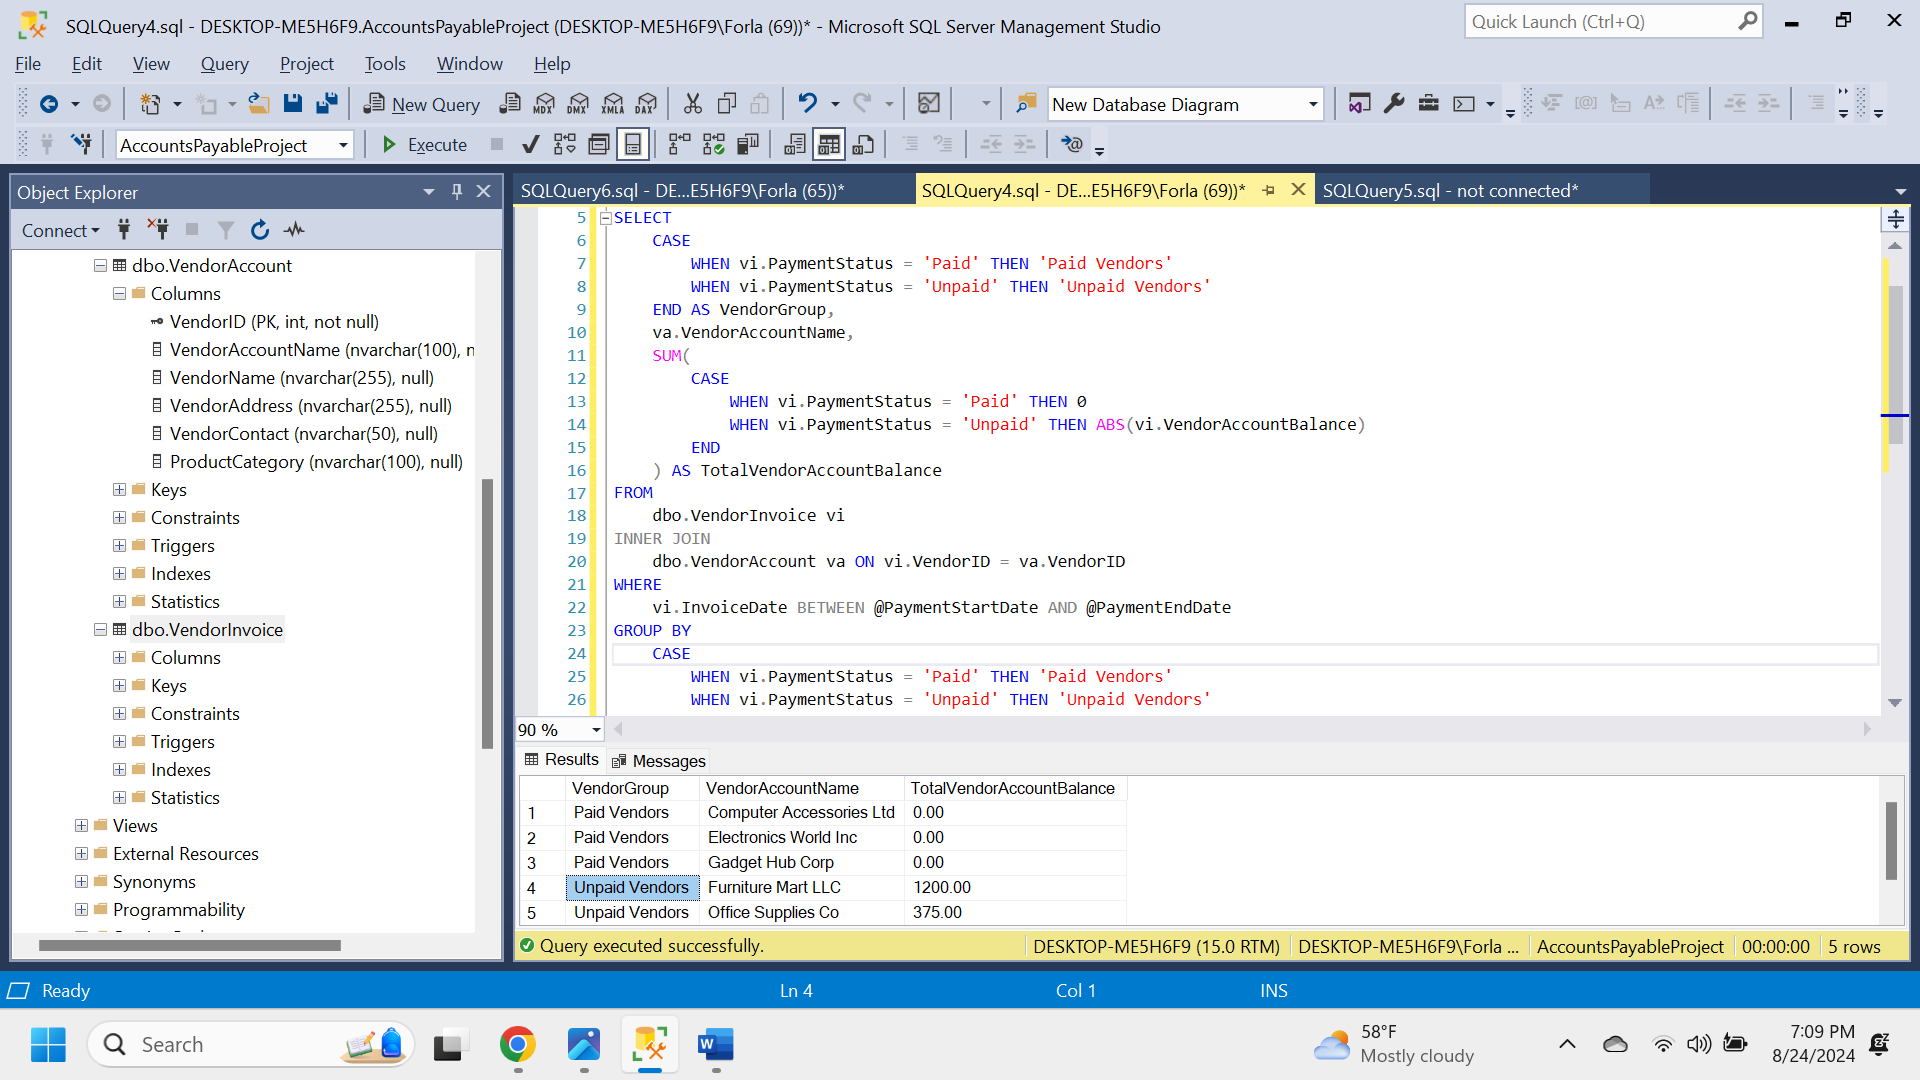 SQLQuery4.sql - DESKTOP-ME5H6F9.AccountsPayableProject (DESKTOP-ME5H6F9\Forla (69))* - Microsoft SQL Server Management Studio
Quick Launch (Ctrl+Q)
File Edit View Query Project Tools Window Help
New Query MDX DMX XMLA DAX New Database Diagram
AccountsPayableProject Execute
Object Explorer
Connect
dbo.VendorAccount
Columns
VendorID (PK, int, not null)
VendorAccountName (nvarchar(100), n
VendorName (nvarchar(255), null)
VendorAddress (nvarchar(255), null)
VendorContact (nvarchar(50), null)
ProductCategory (nvarchar(100), null)
Keys
Constraints
Triggers
Indexes
Statistics
dbo.VendorInvoice
Columns
Keys
Constraints
Triggers
Indexes
Statistics
Views
External Resources
Synonyms
Programmability
SQLQuery6.sql - DE...E5H6F9\Forla (65))* SQLQuery4.sql - DE...E5H6F9\Forla (69))* SQLQuery5.sql - not connected*
5 SELECT
6 CASE
7 WHEN vi.PaymentStatus = 'Paid' THEN 'Paid Vendors'
8 WHEN vi.PaymentStatus = 'Unpaid' THEN 'Unpaid Vendors'
9 END AS VendorGroup,
10 va.VendorAccountName,
11 SUM(
12 CASE
13 WHEN vi.PaymentStatus = 'Paid' THEN 0
14 WHEN vi.PaymentStatus = 'Unpaid' THEN ABS(vi.VendorAccountBalance)
15 END
16 ) AS TotalVendorAccountBalance
17 FROM
18 dbo.VendorInvoice vi
19 INNER JOIN
20 dbo.VendorAccount va ON vi.VendorID = va.VendorID
21 WHERE
22 vi.InvoiceDate BETWEEN @PaymentStartDate AND @PaymentEndDate
23 GROUP BY
24 CASE
25 WHEN vi.PaymentStatus = 'Paid' THEN 'Paid Vendors'
26 WHEN vi.PaymentStatus = 'Unpaid' THEN 'Unpaid Vendors'
90 %
Results Messages
VendorGroup VendorAccountName TotalVendorAccountBalance
1 Paid Vendors Computer Accessories Ltd 0.00
2 Paid Vendors Electronics World Inc 0.00
3 Paid Vendors Gadget Hub Corp 0.00
4 Unpaid Vendors Furniture Mart LLC 1200.00
5 Unpaid Vendors Office Supplies Co 375.00
Query executed successfully. DESKTOP-ME5H6F9 (15.0 RTM) DESKTOP-ME5H6F9\Forla ... AccountsPayableProject 00:00:00 5 rows
Ready Ln 4 Col 1 INS
Search
58°F
Mostly cloudy
7:09 PM
8/24/2024